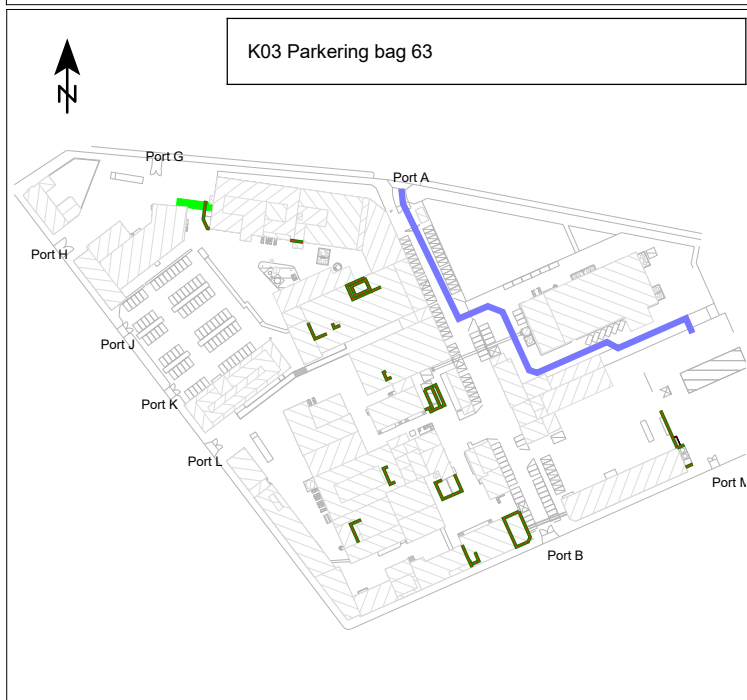 K03 Parkering bag 63
N
Port G
Port A
Port H
Port J
Port K
Port L
Port M
Port B